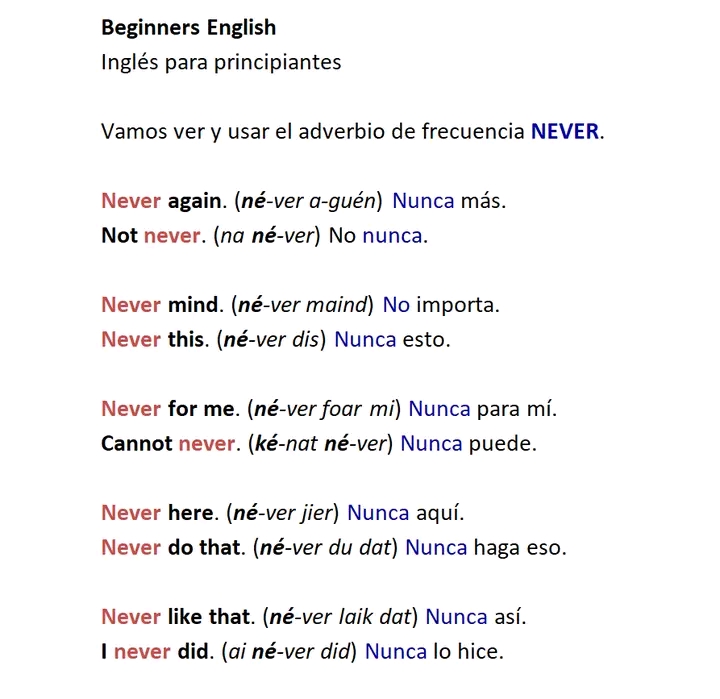 Beginners English
Inglés para principiantes
Vamos ver y usar el adverbio de frecuencia NEVER.
Never again. (né-ver a-guén) Nunca más.
Not never. (na né-ver) No nunca.
Never mind. (né-ver maind) No importa.
Never this. (né-ver dis) Nunca esto.
Never for me. (né-ver foar mi) Nunca para mí.
Cannot never. (ké-nat né-ver) Nunca puede.
Never here. (né-ver jier) Nunca aquí.
Never do that. (né-ver du dat) Nunca haga eso.
Never like that. (né-ver laik dat) Nunca así.
I never did. (ai né-ver did) Nunca lo hice.